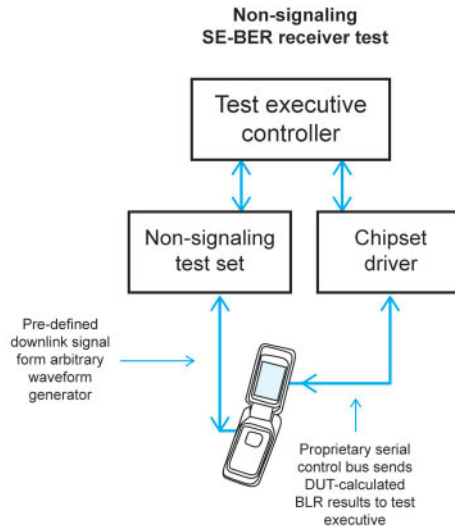 Non-signaling
SE-BER receiver test
Test executive
controller
Non-signaling
test set
Chipset
driver
Pre-defined
downlink signal
form arbitrary
waveform
generator
Proprietary serial
control bus sends
DUT-calculated
BLR results to test
executive